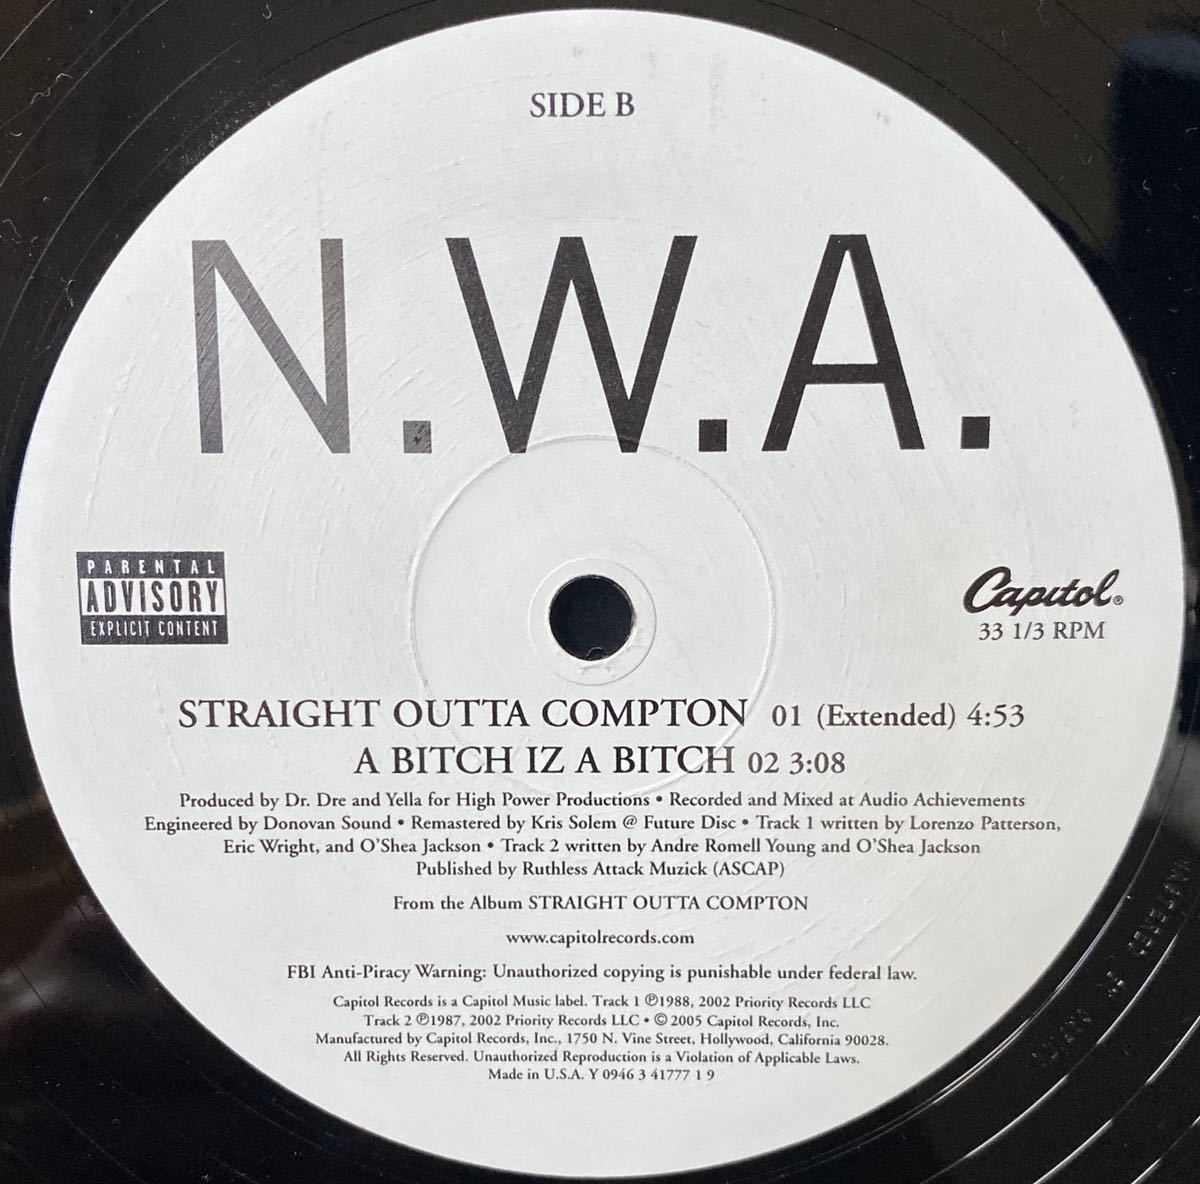 SIDE B
N.W.A.
PARENTAL
ADVISORY
EXPLICIT CONTENT
Capitol®
33 1/3 RPM
STRAIGHT OUTTA COMPTON 01 (Extended) 4:53
A BITCH IZ A BITCH 02 3:08
Produced by Dr. Dre and Yella for High Power Productions • Recorded and Mixed at Audio Achievements
Engineered by Donovan Sound • Remastered by Kris Solem @ Future Disc • Track 1 written by Lorenzo Patterson,
Eric Wright, and O'Shea Jackson • Track 2 written by Andre Romell Young and O'Shea Jackson
Published by Ruthless Attack Muzick (ASCAP)
From the Album STRAIGHT OUTTA COMPTON
www.capitolrecords.com
FBI Anti-Piracy Warning: Unauthorized copying is punishable under federal law.
Capitol Records is a Capitol Music label. Track 1 ℗1988, 2002 Priority Records LLC
Track 2 ℗1987, 2002 Priority Records LLC • © 2005 Capitol Records, Inc.
Manufactured by Capitol Records, Inc., 1750 N. Vine Street, Hollywood, California 90028.
All Rights Reserved. Unauthorized Reproduction is a Violation of Applicable Laws.
Made in U.S.A. Y 0946 3 41777 1 9